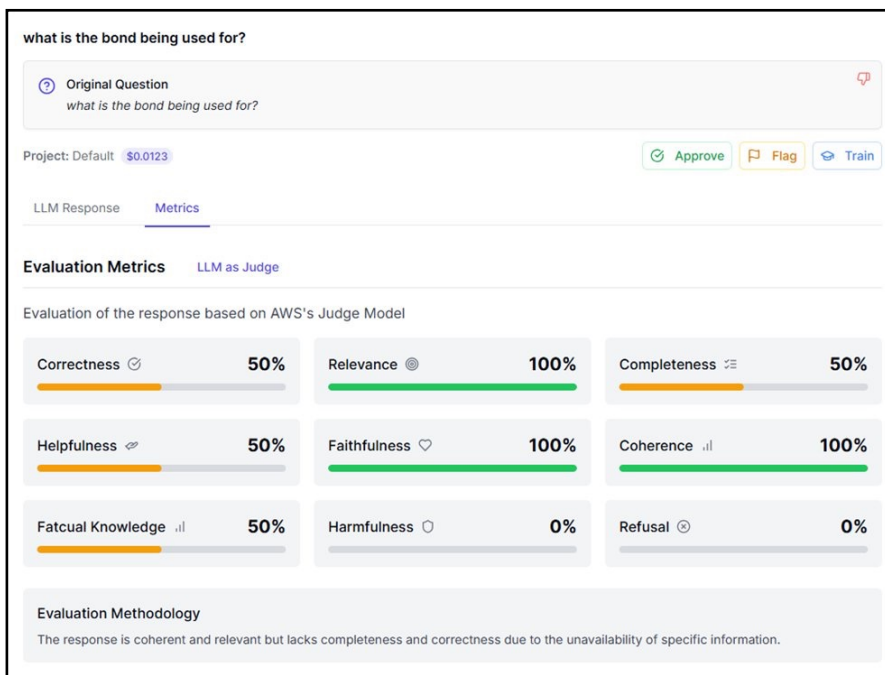 what is the bond being used for?
Original Question
what is the bond being used for?
Project: Default $0.0123
Approve Flag Train
LLM Response Metrics
Evaluation Metrics LLM as Judge
Evaluation of the response based on AWS's Judge Model
Correctness 50% Relevance 100% Completeness 50%
Helpfulness 50% Faithfulness 100% Coherence 100%
Fatcual Knowledge 50% Harmfulness 0% Refusal 0%
Evaluation Methodology
The response is coherent and relevant but lacks completeness and correctness due to the unavailability of specific information.